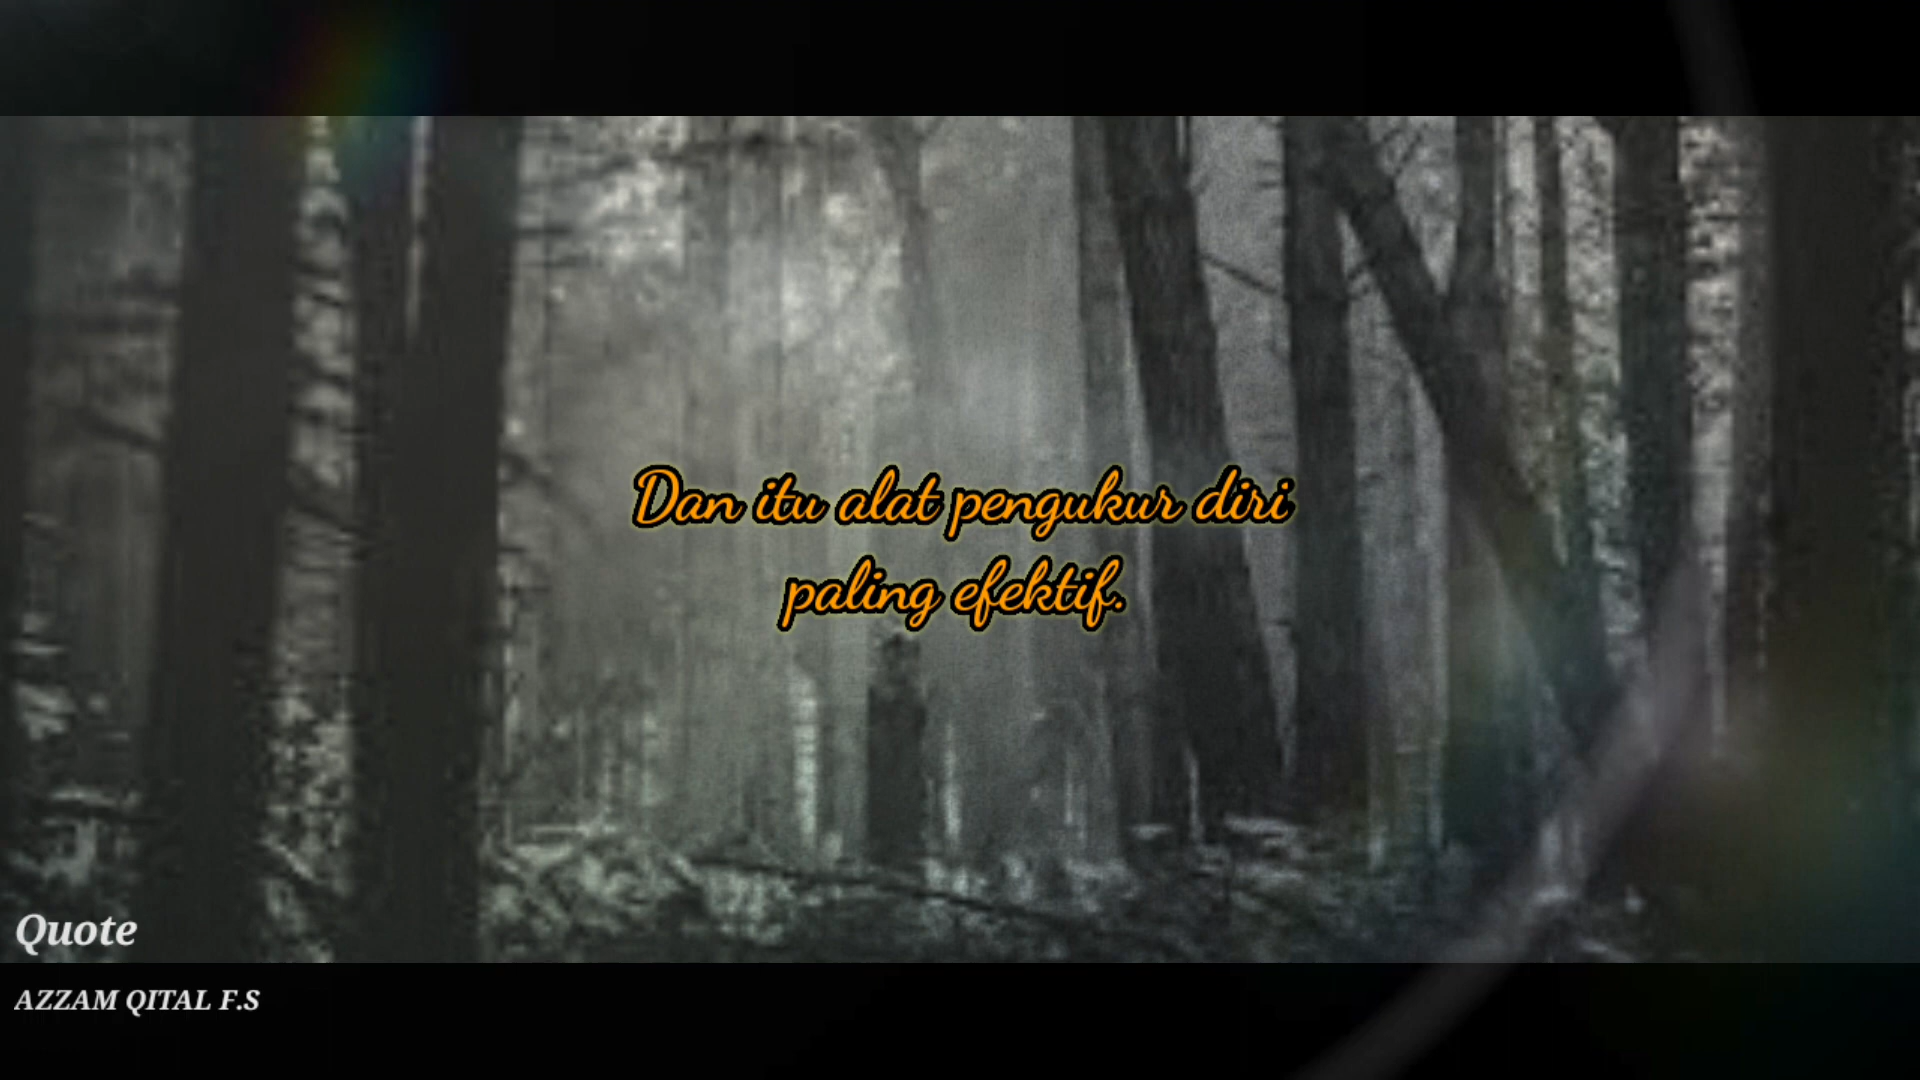 Dan itu alat pengukur diri
paling efektif.
Quote
AZZAM QITAL F.S